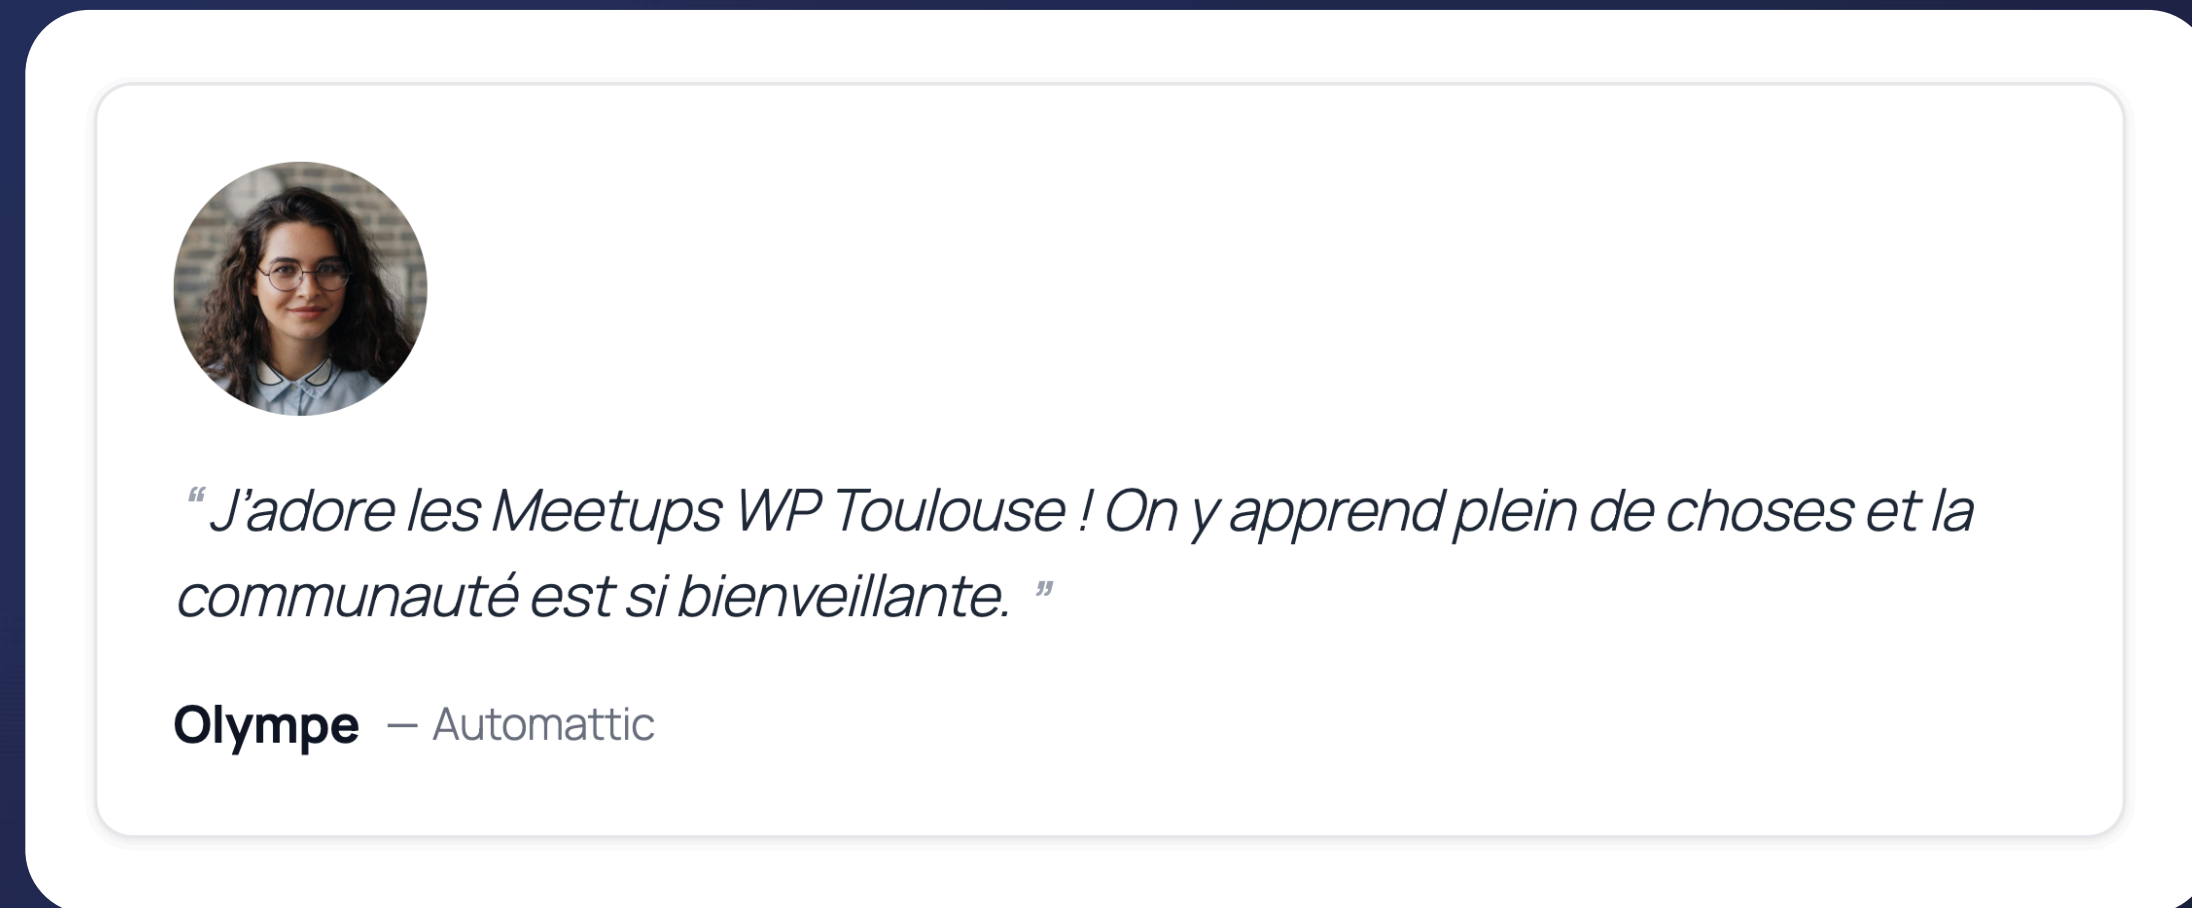 “ J’adore les Meetups WP Toulouse ! On y apprend plein de choses et la
communauté est si bienveillante. ”
Olympe — Automattic